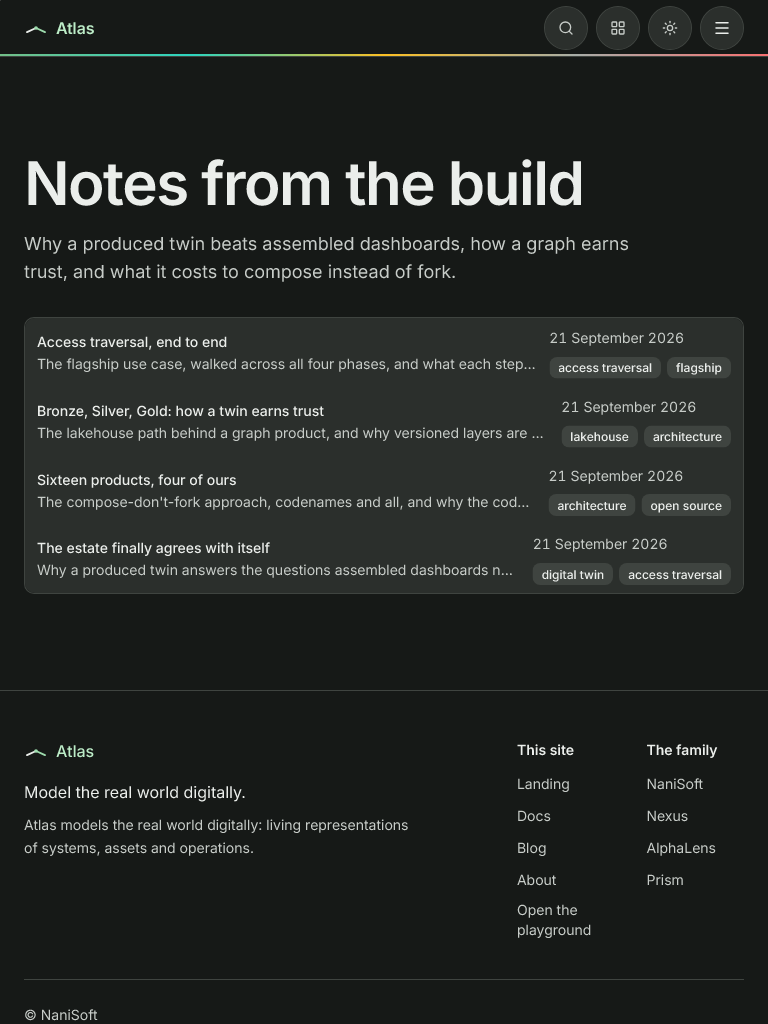 Atlas
Notes from the build
Why a produced twin beats assembled dashboards, how a graph earns
trust, and what it costs to compose instead of fork.
Access traversal, end to end
The flagship use case, walked across all four phases, and what each step...
21 September 2026
access traversal
flagship
Bronze, Silver, Gold: how a twin earns trust
The lakehouse path behind a graph product, and why versioned layers are ...
21 September 2026
lakehouse
architecture
Sixteen products, four of ours
The compose-don't-fork approach, codenames and all, and why the cod...
21 September 2026
architecture
open source
The estate finally agrees with itself
Why a produced twin answers the questions assembled dashboards n...
21 September 2026
digital twin
access traversal
Atlas
Model the real world digitally.
Atlas models the real world digitally: living representations
of systems, assets and operations.
This site
Landing
Docs
Blog
About
Open the
playground
The family
NaniSoft
Nexus
AlphaLens
Prism
© NaniSoft